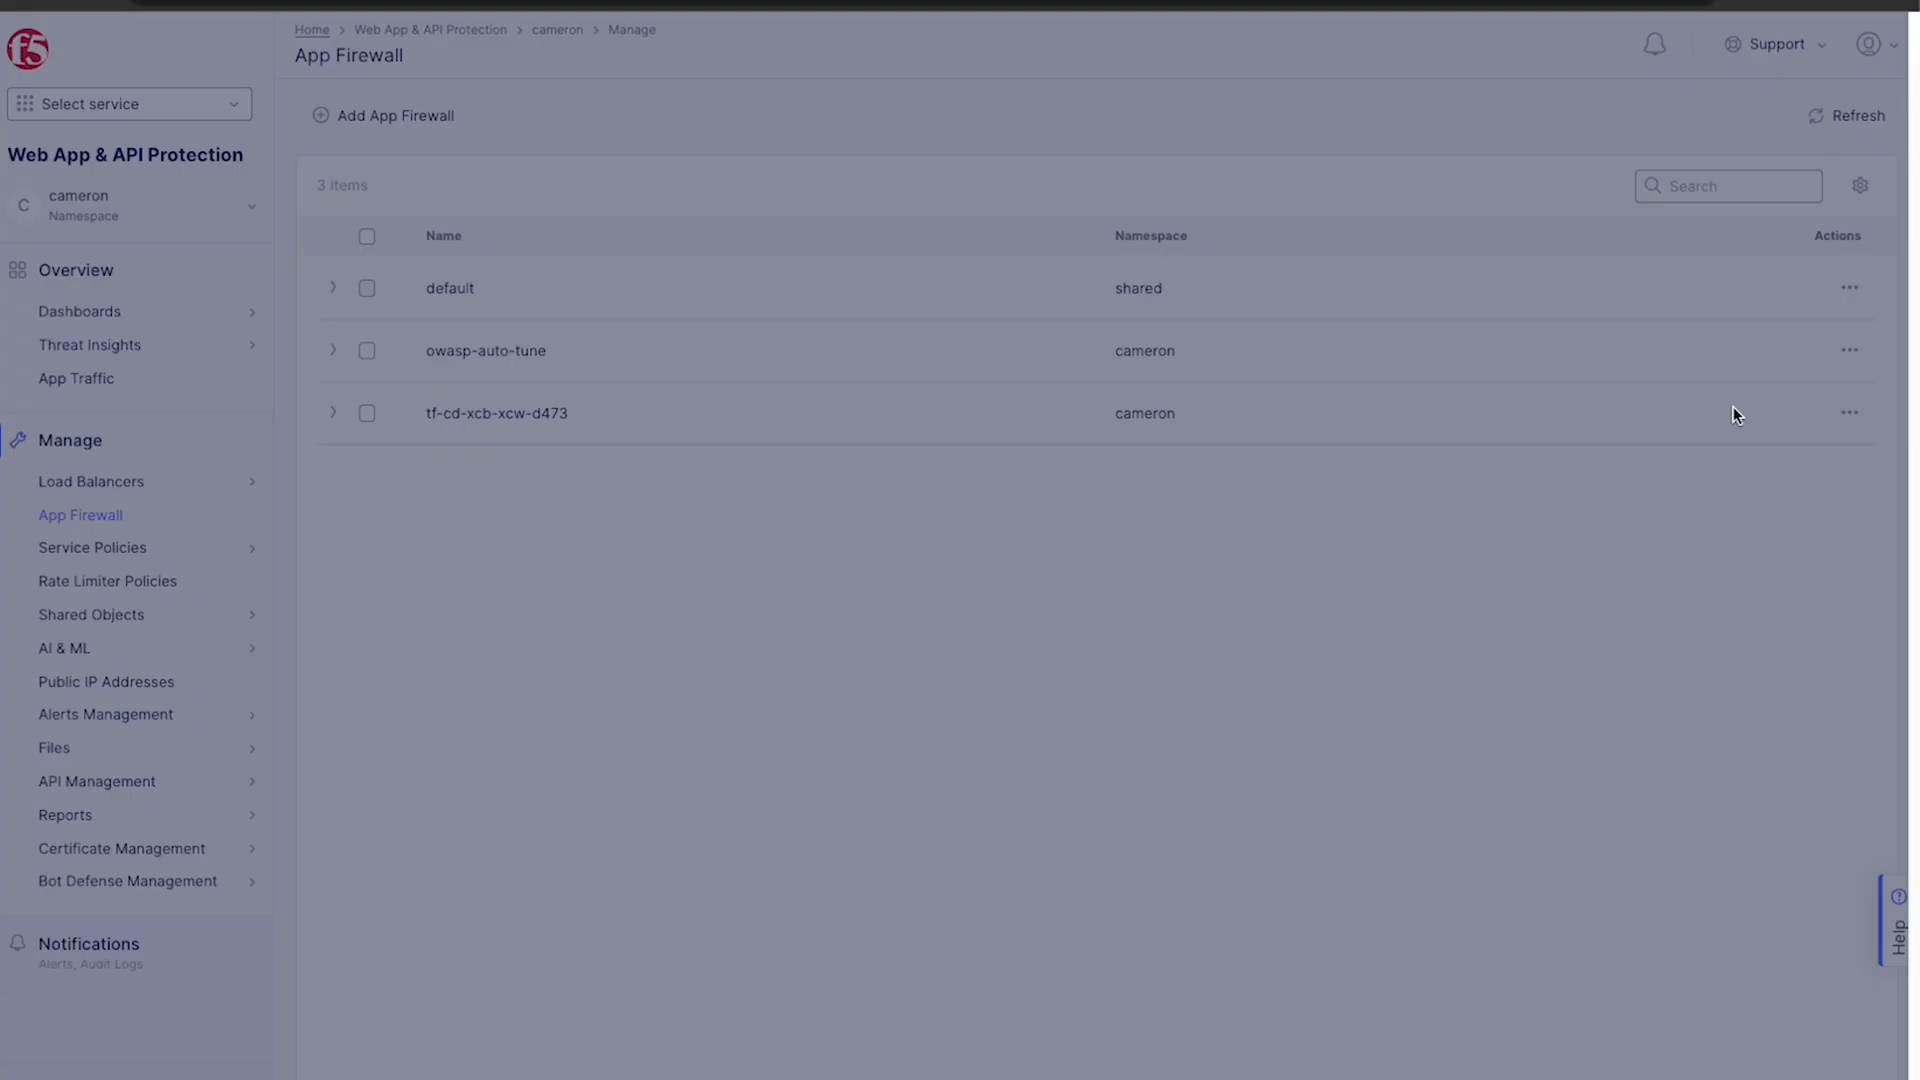 Home > Web App & API Protection > cameron > Manage
App Firewall
Support
f5
Select service
Web App & API Protection
C
cameron
Namespace
Overview
Dashboards
Threat Insights
App Traffic
Manage
Load Balancers
App Firewall
Service Policies
Rate Limiter Policies
Shared Objects
AI & ML
Public IP Addresses
Alerts Management
Files
API Management
Reports
Certificate Management
Bot Defense Management
Notifications
Alerts, Audit Logs
Add App Firewall
Refresh
3 items
Search
Name Namespace Actions
default shared
owasp-auto-tune cameron
tf-cd-xcb-xcw-d473 cameron
Help